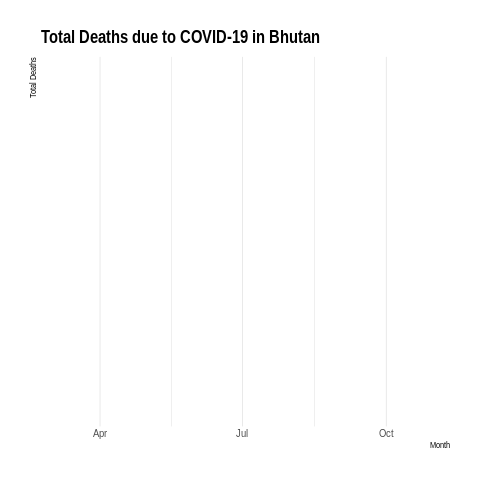 Total Deaths due to COVID-19 in Bhutan
Total Deaths
Apr
Jul
Oct
Month